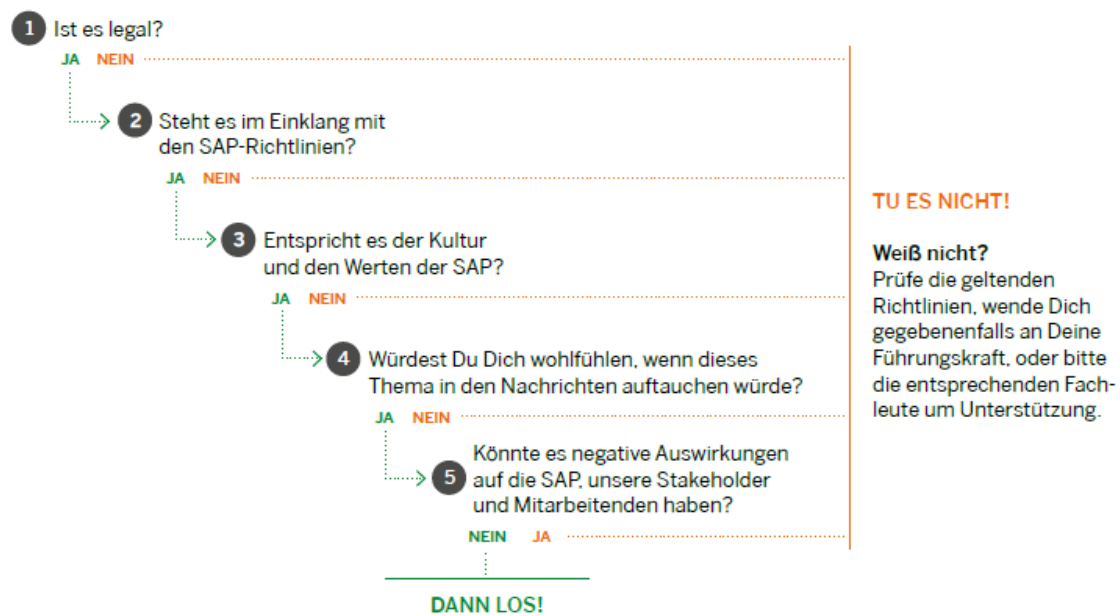 1 Ist es legal?
JA NEIN
2 Steht es im Einklang mit
den SAP-Richtlinien?
JA NEIN
3 Entspricht es der Kultur
und den Werten der SAP?
JA NEIN
4 Würdest Du Dich wohlfühlen, wenn dieses
Thema in den Nachrichten auftauchen würde?
JA NEIN
5 Könnte es negative Auswirkungen
auf die SAP, unsere Stakeholder
und Mitarbeitenden haben?
NEIN JA
DANN LOS!
TU ES NICHT!
Weiß nicht?
Prüfe die geltenden
Richtlinien, wende Dich
gegebenenfalls an Deine
Führungskraft, oder bitte
die entsprechenden Fach-
leute um Unterstützung.